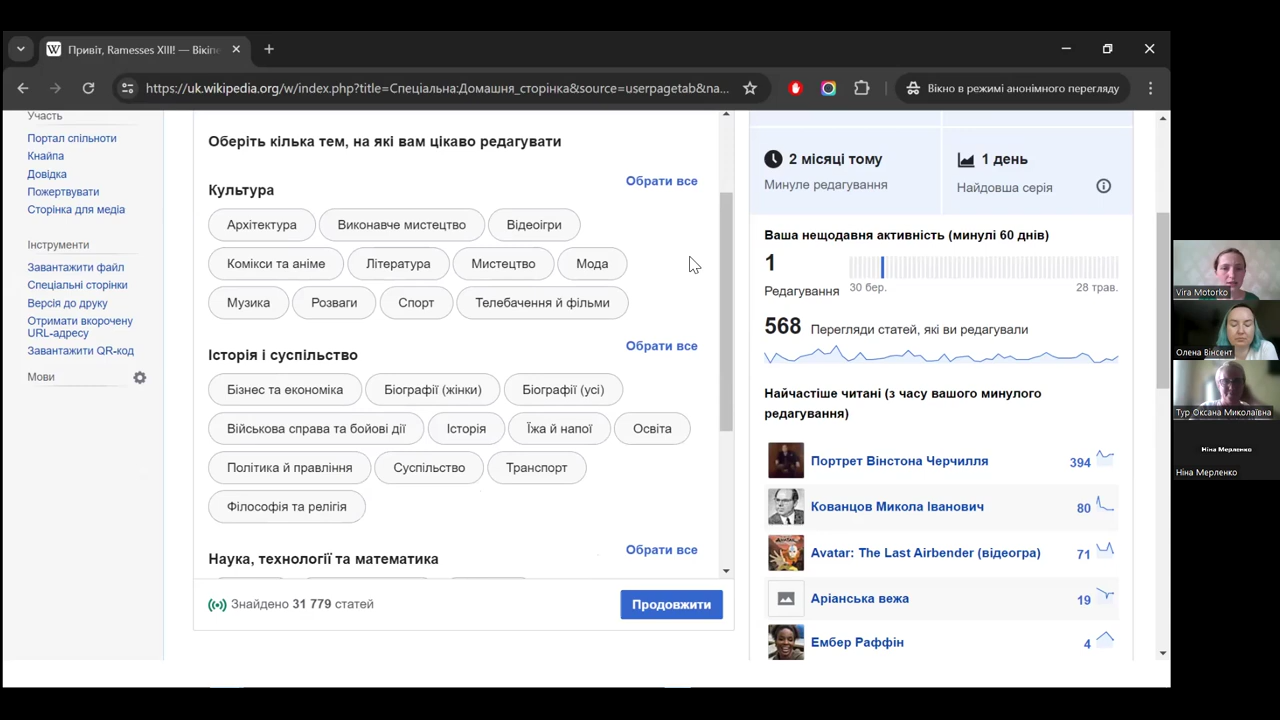 Привіт, Ramesses XIII! — Вікіпе
https://uk.wikipedia.org/w/index.php?title=Спеціальна:Домашня_сторінка&source=userpagetab&na...
Вікно в режимі анонімного перегляду
Участь
Портал спільноти
Кнайпа
Довідка
Пожертвувати
Сторінка для медіа
Інструменти
Завантажити файл
Спеціальні сторінки
Версія до друку
Отримати вкорочену
URL-адресу
Завантажити QR-код
Мови
Оберіть кілька тем, на які вам цікаво редагувати
Культура
Обрати все
Архітектура
Виконавче мистецтво
Відеоігри
Комікси та аніме
Література
Мистецтво
Мода
Музика
Розваги
Спорт
Телебачення й фільми
Історія і суспільство
Обрати все
Бізнес та економіка
Біографії (жінки)
Біографії (усі)
Військова справа та бойові дії
Історія
Їжа й напої
Освіта
Політика й правління
Суспільство
Транспорт
Філософія та релігія
Наука, технології та математика
Обрати все
Знайдено 31 779 статей
Продовжити
2 місяці тому
Минуле редагування
1 день
Найдовша серія
Ваша нещодавня активність (минулі 60 днів)
1
Редагування
30 бер.
28 трав.
568 Перегляди статей, які ви редагували
Найчастіше читані (з часу вашого минулого
редагування)
Портрет Вінстона Черчилля 394
Кованцов Микола Іванович 80
Avatar: The Last Airbender (відеогра) 71
Аріанська вежа 19
Ембер Раффін 4
Vira Motorko
Олена Вінсент
Тур Оксана Миколаївна
Ніна Мерленко
Ніна Мерленко